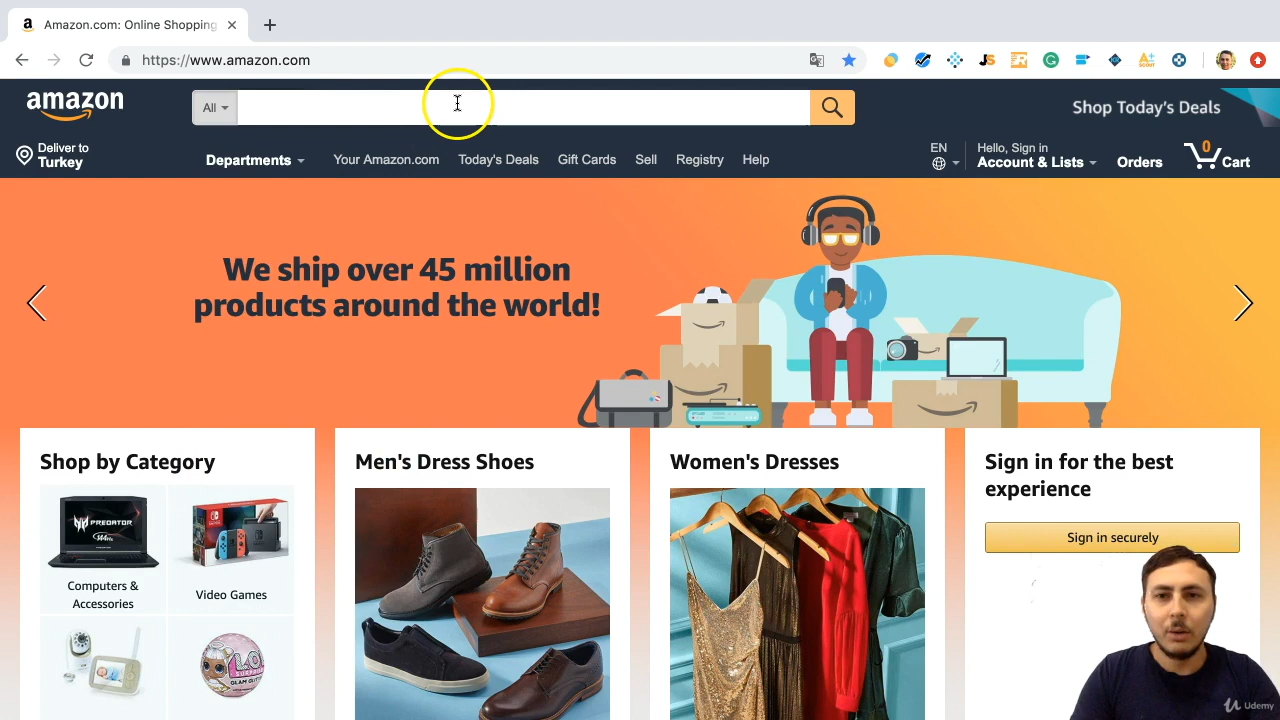 Amazon.com: Online Shopping
https://www.amazon.com
JS
amazon
All
Shop Today's Deals
Deliver to
Turkey
Departments
Your Amazon.com
Today's Deals
Gift Cards
Sell
Registry
Help
EN
Hello, Sign in
Account & Lists
Orders
0
Cart
We ship over 45 million
products around the world!
Shop by Category
PREDATOR
144Hz
Computers &
Accessories
Video Games
Men's Dress Shoes
Women's Dresses
Sign in for the best
experience
Sign in securely
Udemy